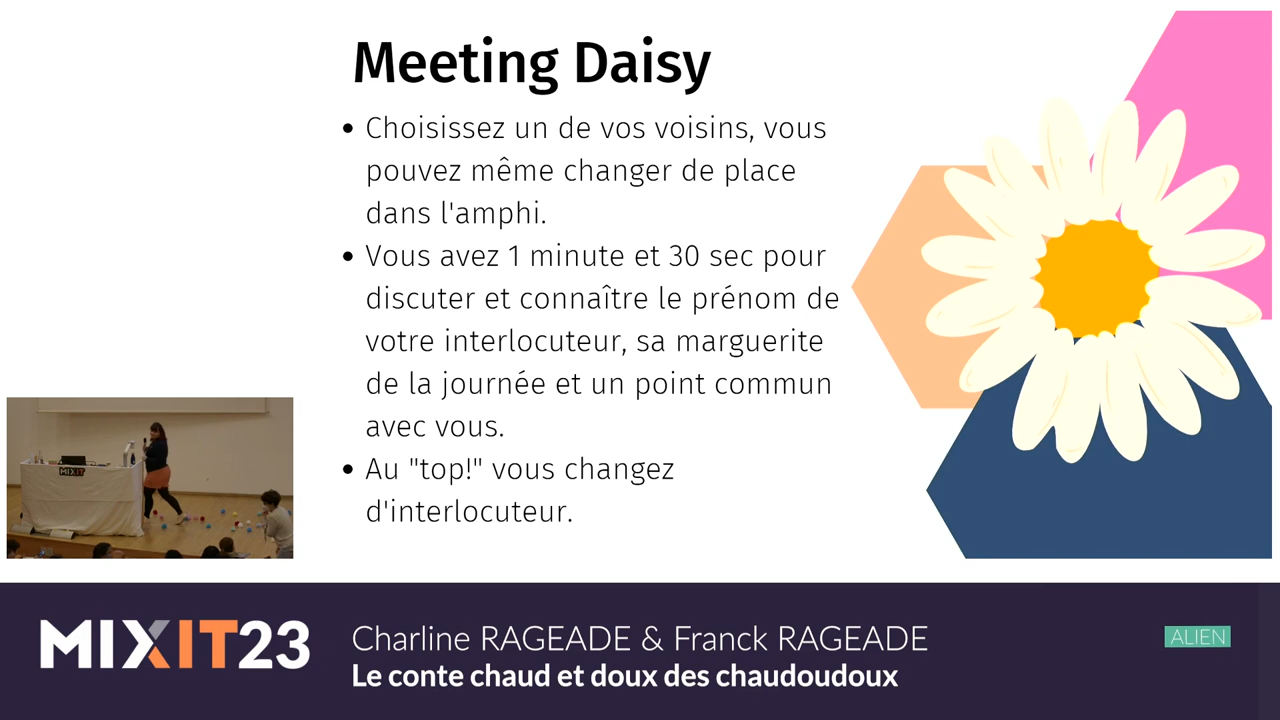 Meeting Daisy
• Choisissez un de vos voisins, vous
pouvez même changer de place
dans l'amphi.
• Vous avez 1 minute et 30 sec pour
discuter et connaître le prénom de
votre interlocuteur, sa marguerite
de la journée et un point commun
avec vous.
• Au "top!" vous changez
d'interlocuteur.
MIXIT
MIXIT23
Charline RAGEADE & Franck RAGEADE
Le conte chaud et doux des chaudoudoux
ALIEN